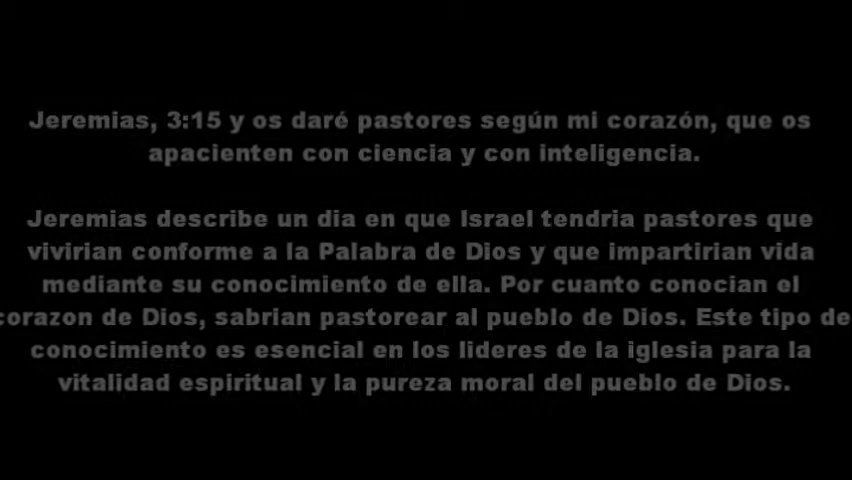 Jeremias, 3:15 y os daré pastores según mi corazón, que os
apacienten con ciencia y con inteligencia.
Jeremias describe un dia en que Israel tendria pastores que
vivirian conforme a la Palabra de Dios y que impartirian vida
mediante su conocimiento de ella. Por cuanto conocian el
corazon de Dios, sabrian pastorear al pueblo de Dios. Este tipo de
conocimiento es esencial en los lideres de la iglesia para la
vitalidad espiritual y la pureza moral del pueblo de Dios.